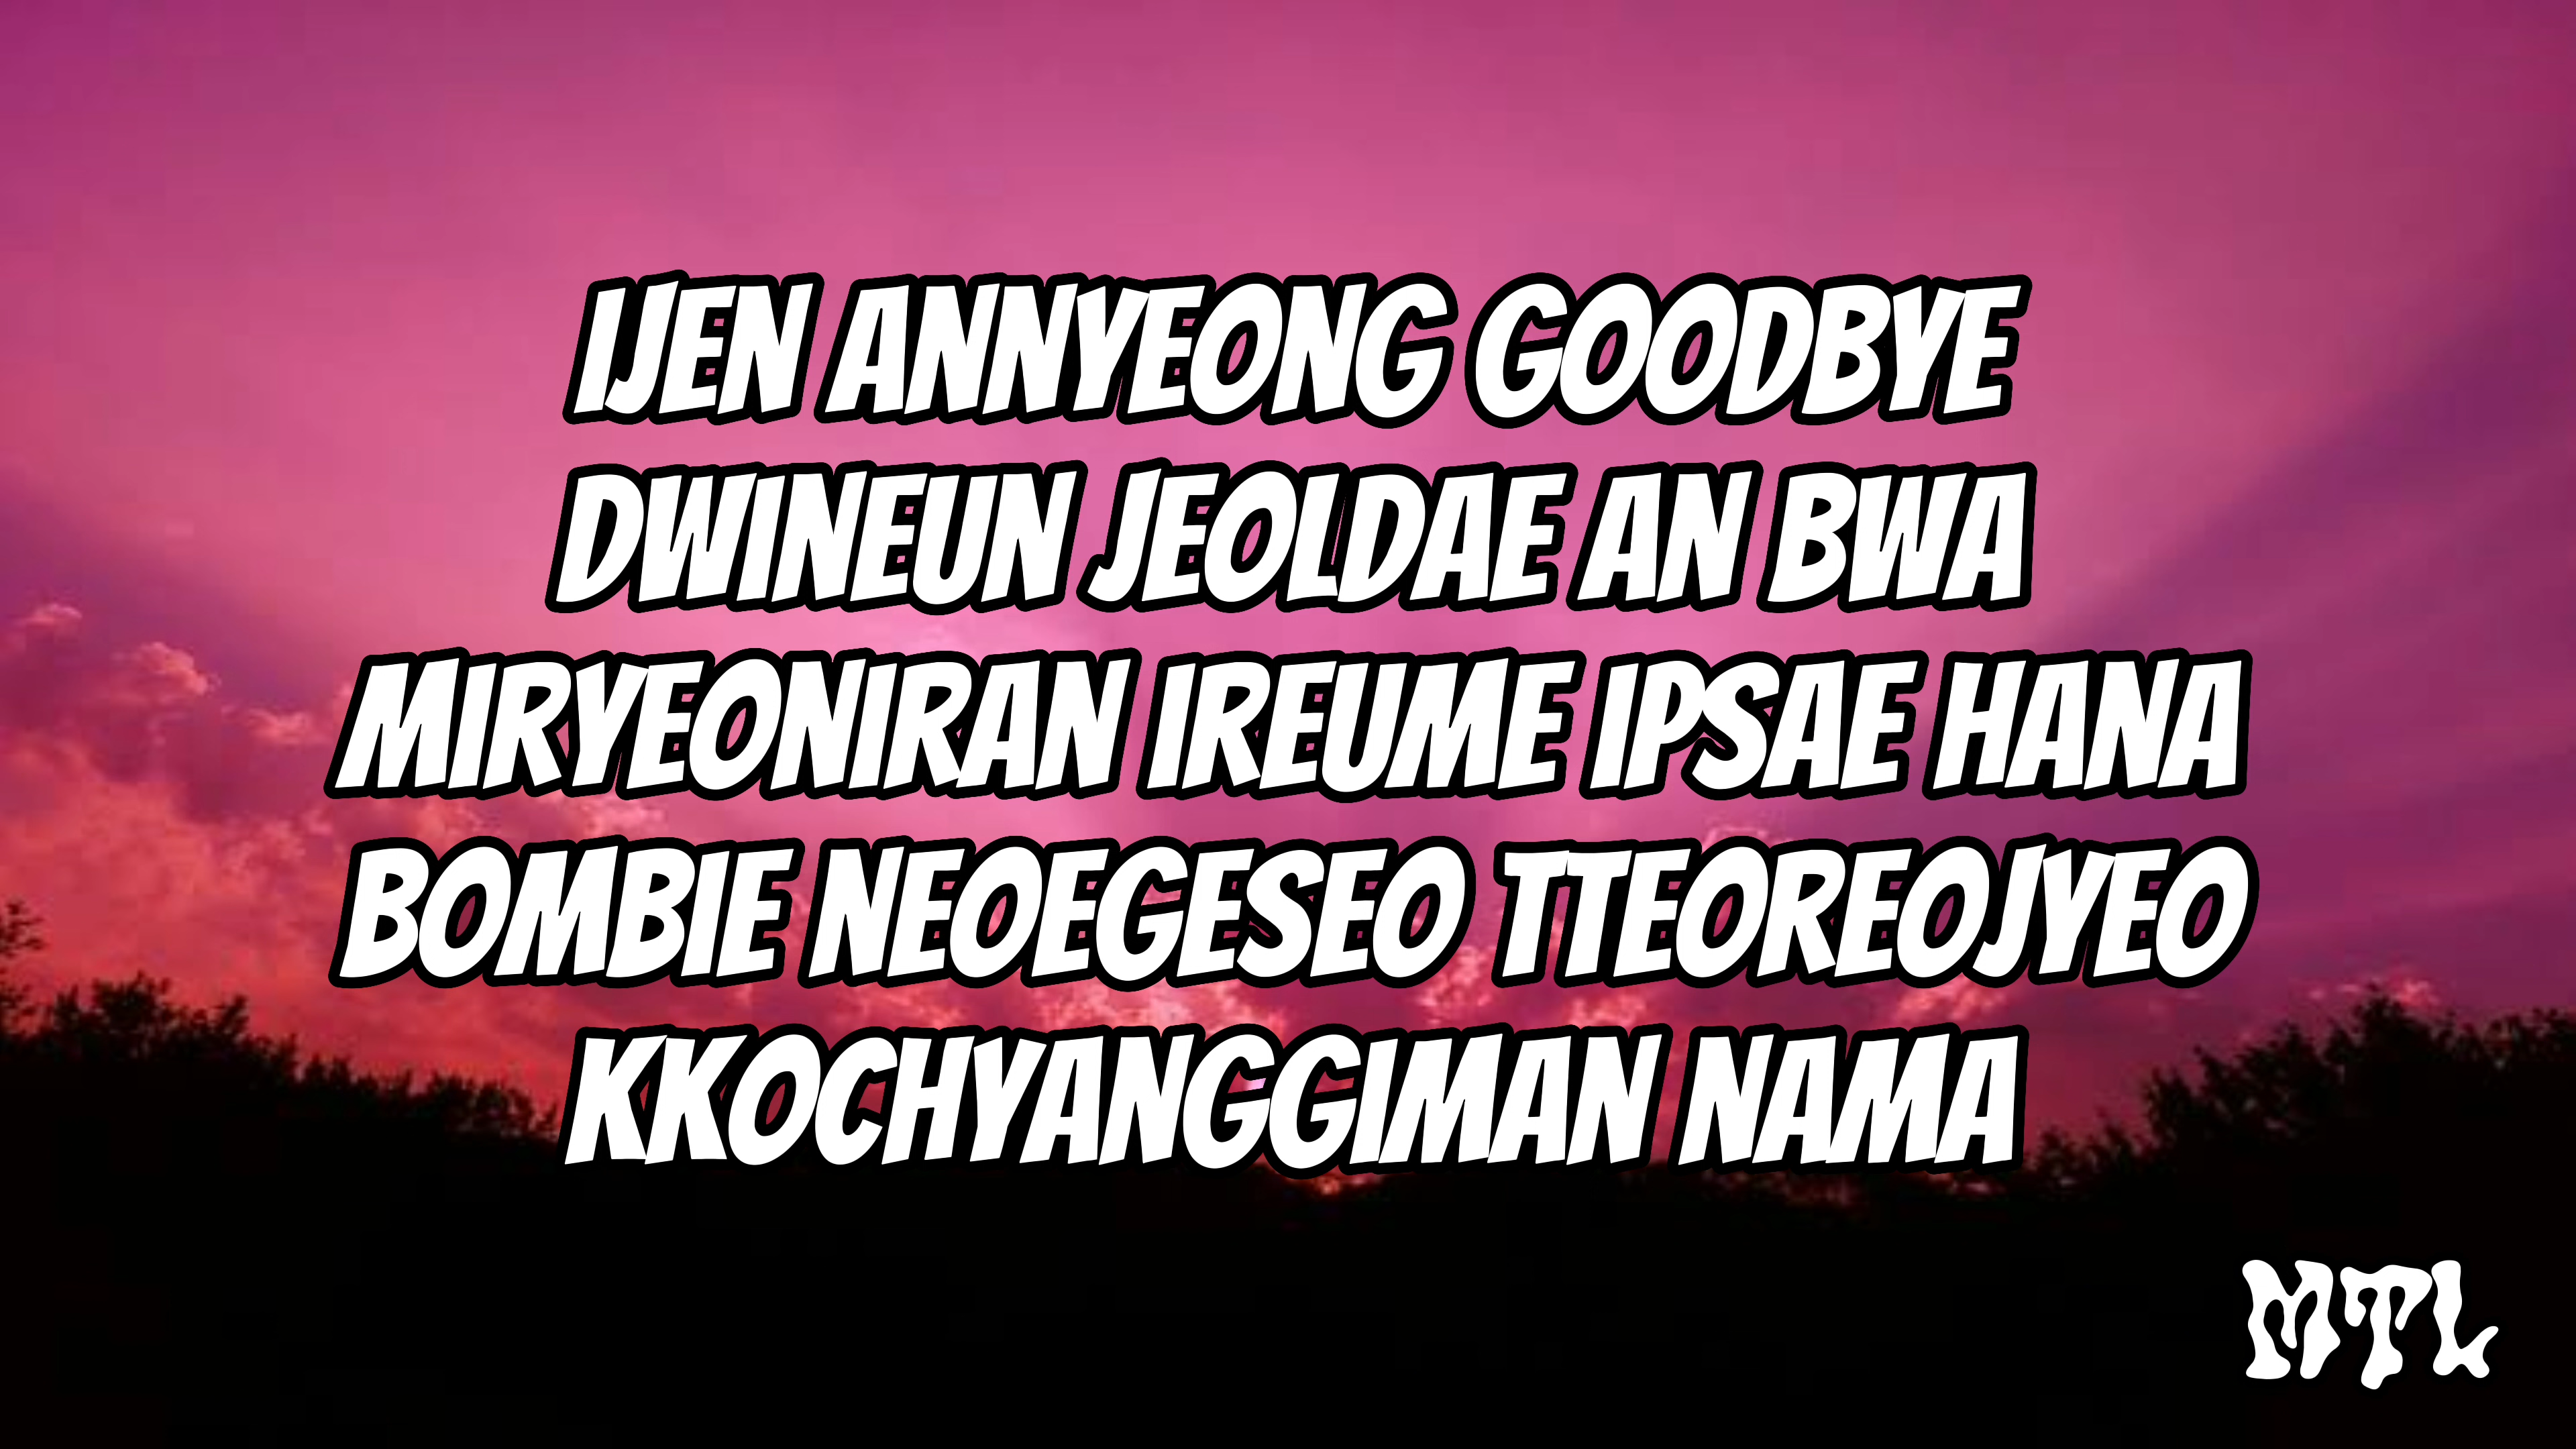 IJEN ANNYEONG GOODBYE
DWINEUN JEOLDAE AN BWA
MIRYEONIRAN IREUME IPSAE HANA
BOMBIE NEOEGESEO TTEOREOJYEO
KKOCHYANGGIMAN NAMA
MTL